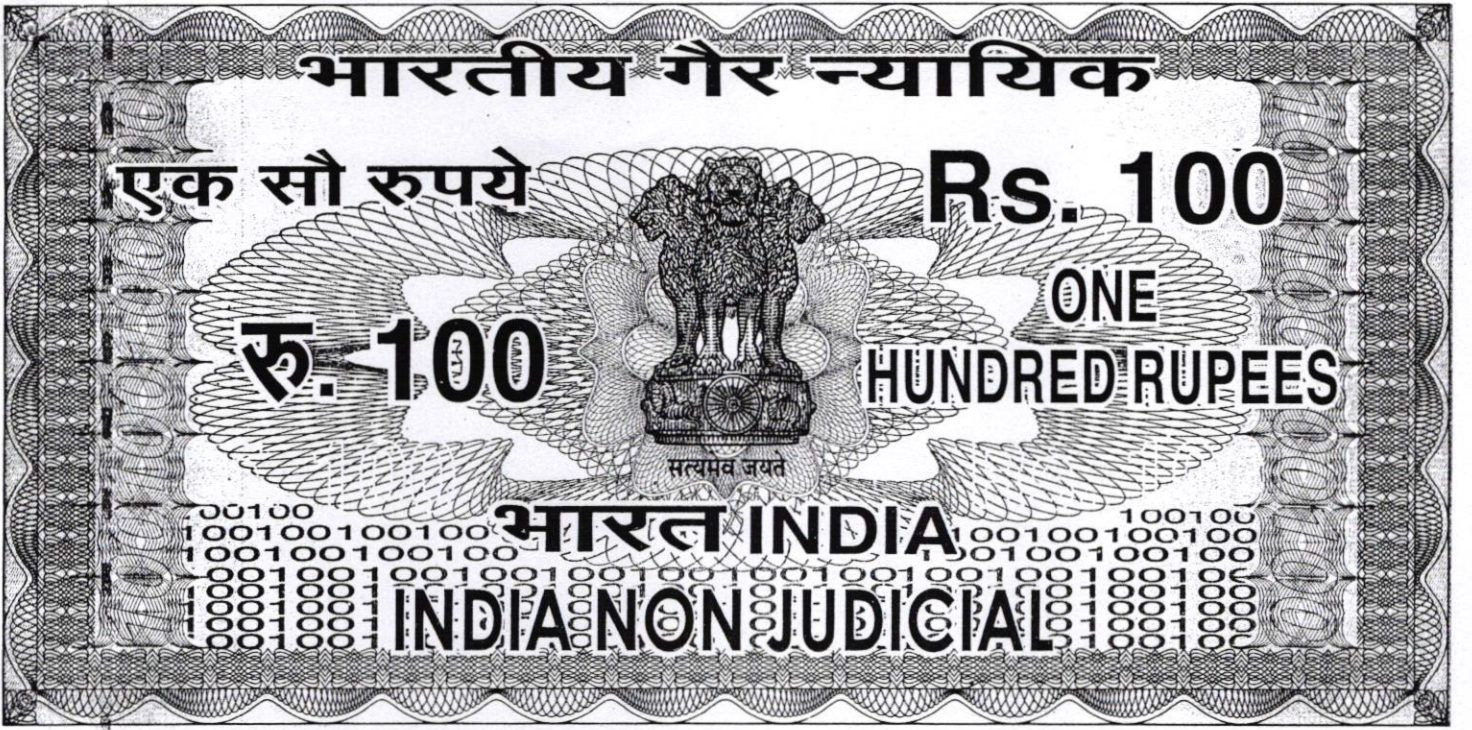 भारतीय गैर न्यायिक
एक सौ रुपये
Rs. 100
रु. 100
ONE
HUNDRED RUPEES
सत्यमेव जयते
भारत INDIA
INDIA NON JUDICIAL